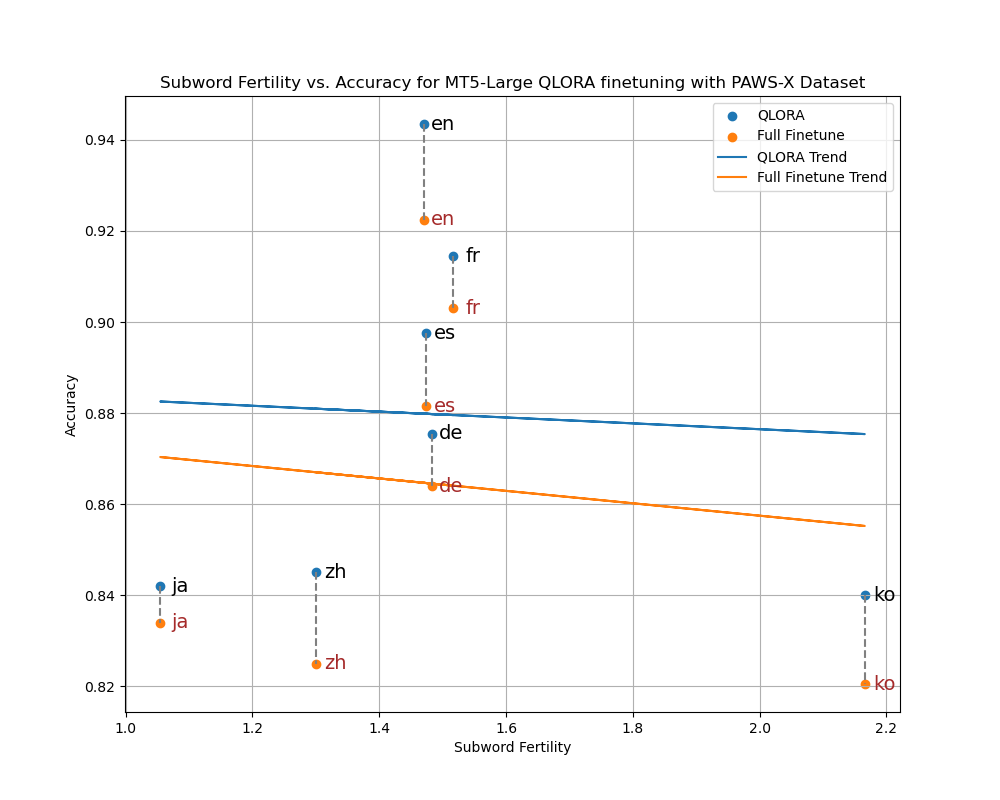 Subword Fertility vs. Accuracy for MT5-Large QLORA finetuning with PAWS-X Dataset
QLORA
Full Finetune
QLORA Trend
Full Finetune Trend
en
en
fr
fr
es
es
de
de
ja
ja
zh
zh
ko
ko
0.94
0.92
0.90
0.88
0.86
0.84
0.82
Accuracy
1.0 1.2 1.4 1.6 1.8 2.0 2.2
Subword Fertility